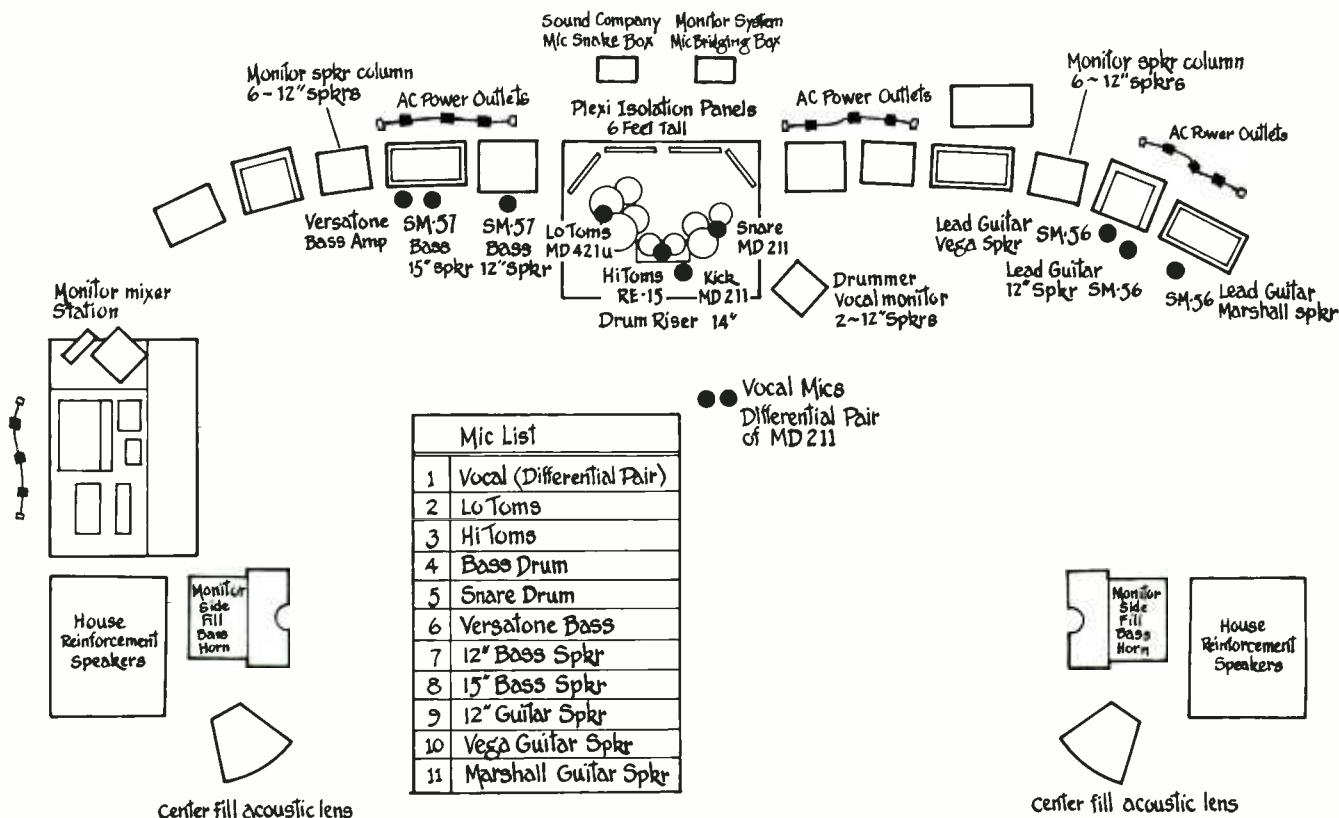 Sound Company
Mic Snake Box
Monitor System
Mic Bridging Box
Monitor spkr column
6~12" spkrs
AC Power Outlets
Plexi Isolation Panels
6 Feet Tall
AC Power Outlets
Monitor spkr column
6~12" spkrs
AC Power Outlets
Versatone
Bass Amp
SM·57
Bass
15" spkr
SM·57
Bass
12" spkr
Lo Toms
MD 421u
Hi Toms
RE·15
Kick
MD 211
Snare
MD 211
Drum Riser 14"
Drummer
Vocal monitor
2~12" Spkrs
Lead Guitar
Vega Spkr
SM·56
Lead Guitar
12" Spkr SM·56
SM·56 Lead Guitar
Marshall spkr
Monitor mixer
Station
Vocal Mics
Differential Pair
of MD 211
Mic List
1 Vocal (Differential Pair)
2 Lo Toms
3 Hi Toms
4 Bass Drum
5 Snare Drum
6 Versatone Bass
7 12" Bass Spkr
8 15" Bass Spkr
9 12" Guitar Spkr
10 Vega Guitar Spkr
11 Marshall Guitar Spkr
House
Reinforcement
Speakers
Monitor
Side
Fill
Bass
Horn
Monitor
Side
Fill
Bass
Horn
House
Reinforcement
Speakers
Center fill acoustic lens
Center fill acoustic lens